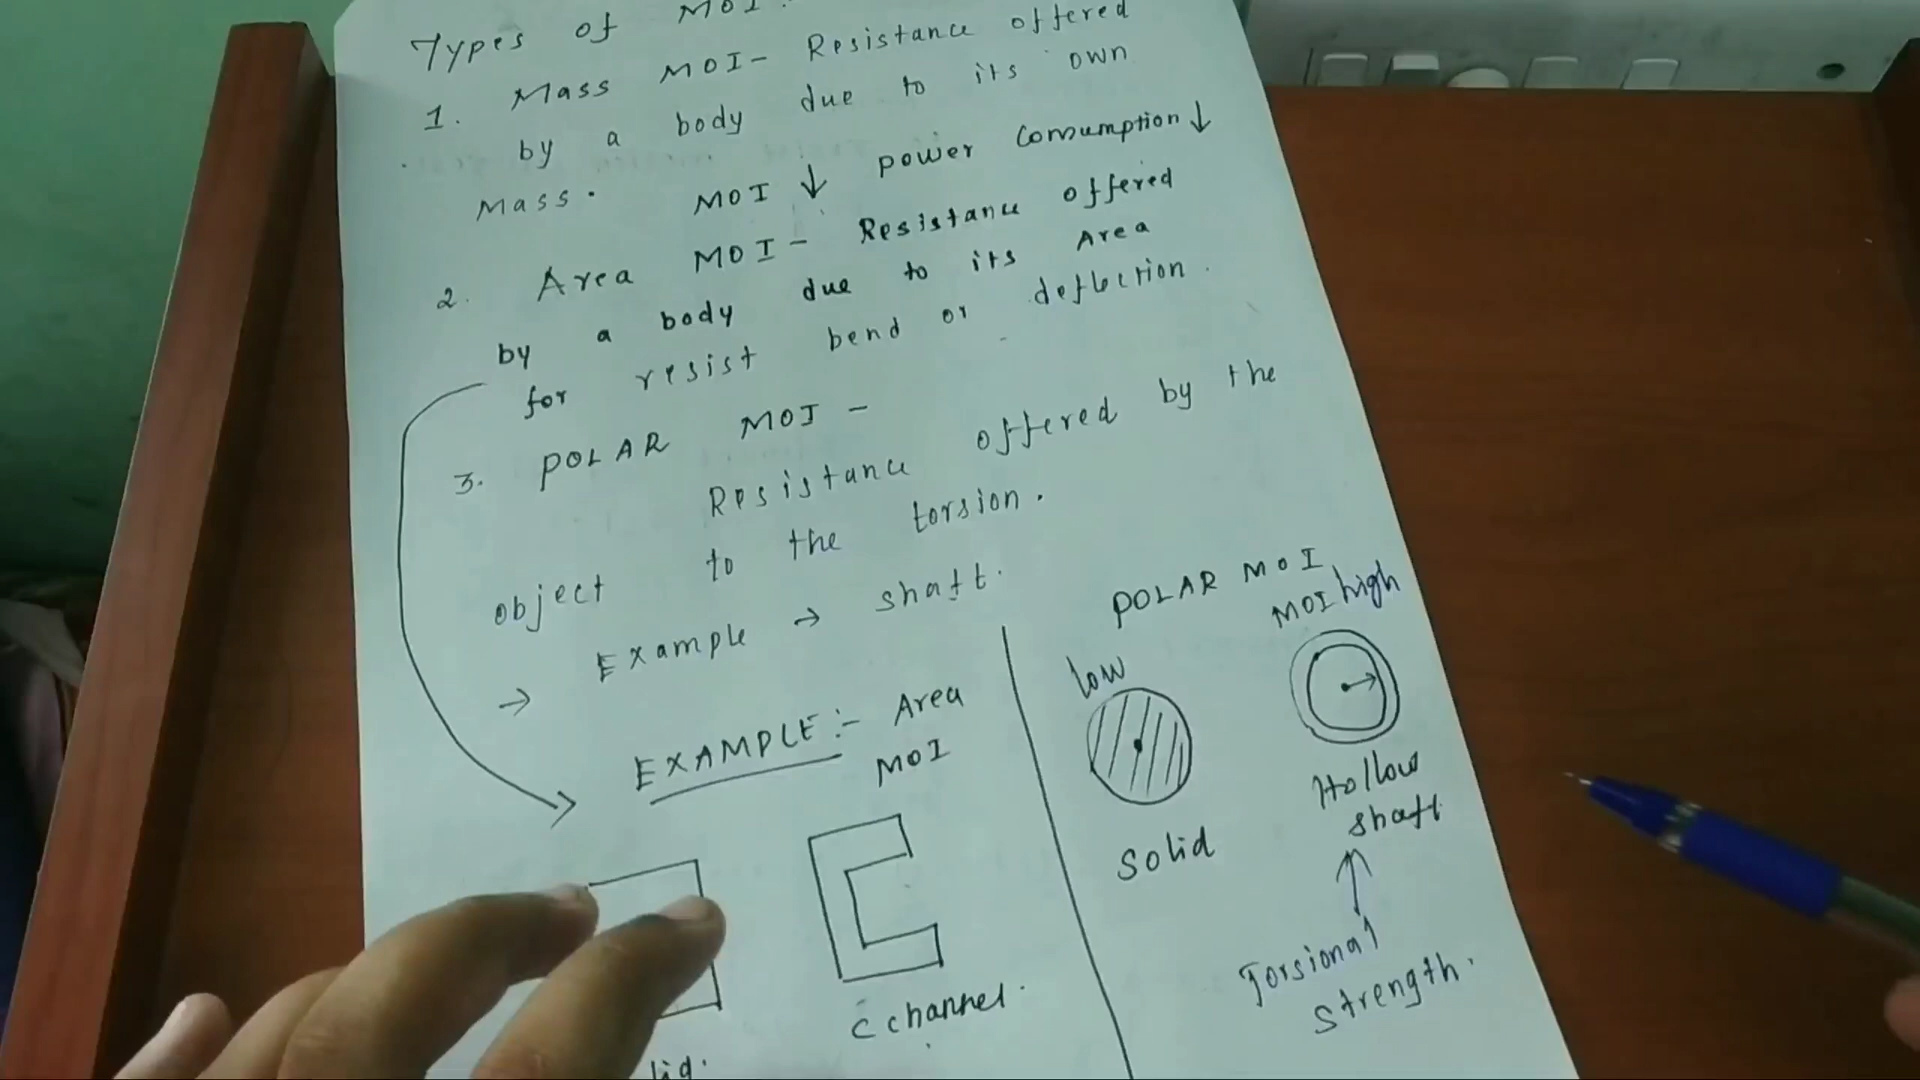 Types of MOI.
1. Mass MOI - Resistance offered
by a body due to its own
Mass. MOI ↓ power Consumption ↓
2. Area MOI - Resistance offered
by a body due to its Area
for resist bend or deflection.
3. POLAR MOI -
Resistance offered by the
object to the torsion.
→ Example → shaft.
EXAMPLE :- Area
MOI
C channel.
POLAR MOI
MOI high
low
Hollow
shaft
Solid
Torsional
Strength.